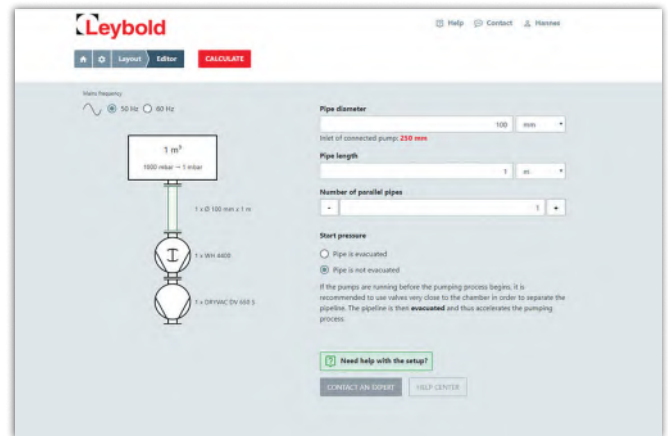 Leybold
Help Contact Hannes
Layout Editor CALCULATE
Mains frequency
50 Hz 60 Hz
1 m³
1000 mbar → 1 mbar
1 x Ø 100 mm x 1 m
1 x WH 4400
1 x DRYVAC DV 650 S
Pipe diameter
100 mm
Inlet of connected pump: 250 mm
Pipe length
1 m
Number of parallel pipes
- 1 +
Start pressure
Pipe is evacuated
Pipe is not evacuated
If the pumps are running before the pumping process begins, it is
recommended to use valves very close to the chamber in order to separate the
pipeline. The pipeline is then evacuated and thus accelerates the pumping
process.
Need help with the setup?
CONTACT AN EXPERT HELP CENTER